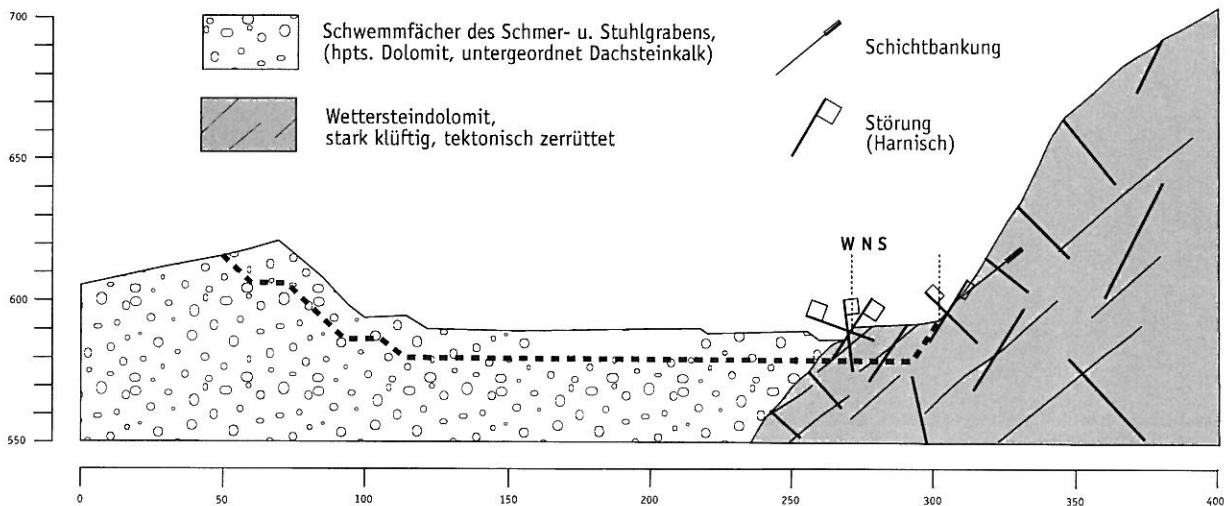 700
650
600
550
Schwemmfächer des Schmer- u. Stuhlgrabens,
(hpts. Dolomit, untergeordnet Dachsteinkalk)
Wettersteindolomit,
stark klüftig, tektonisch zerrüttet
Schichtbankung
Störung
(Harnisch)
W N S
0 50 100 150 200 250 300 350 400